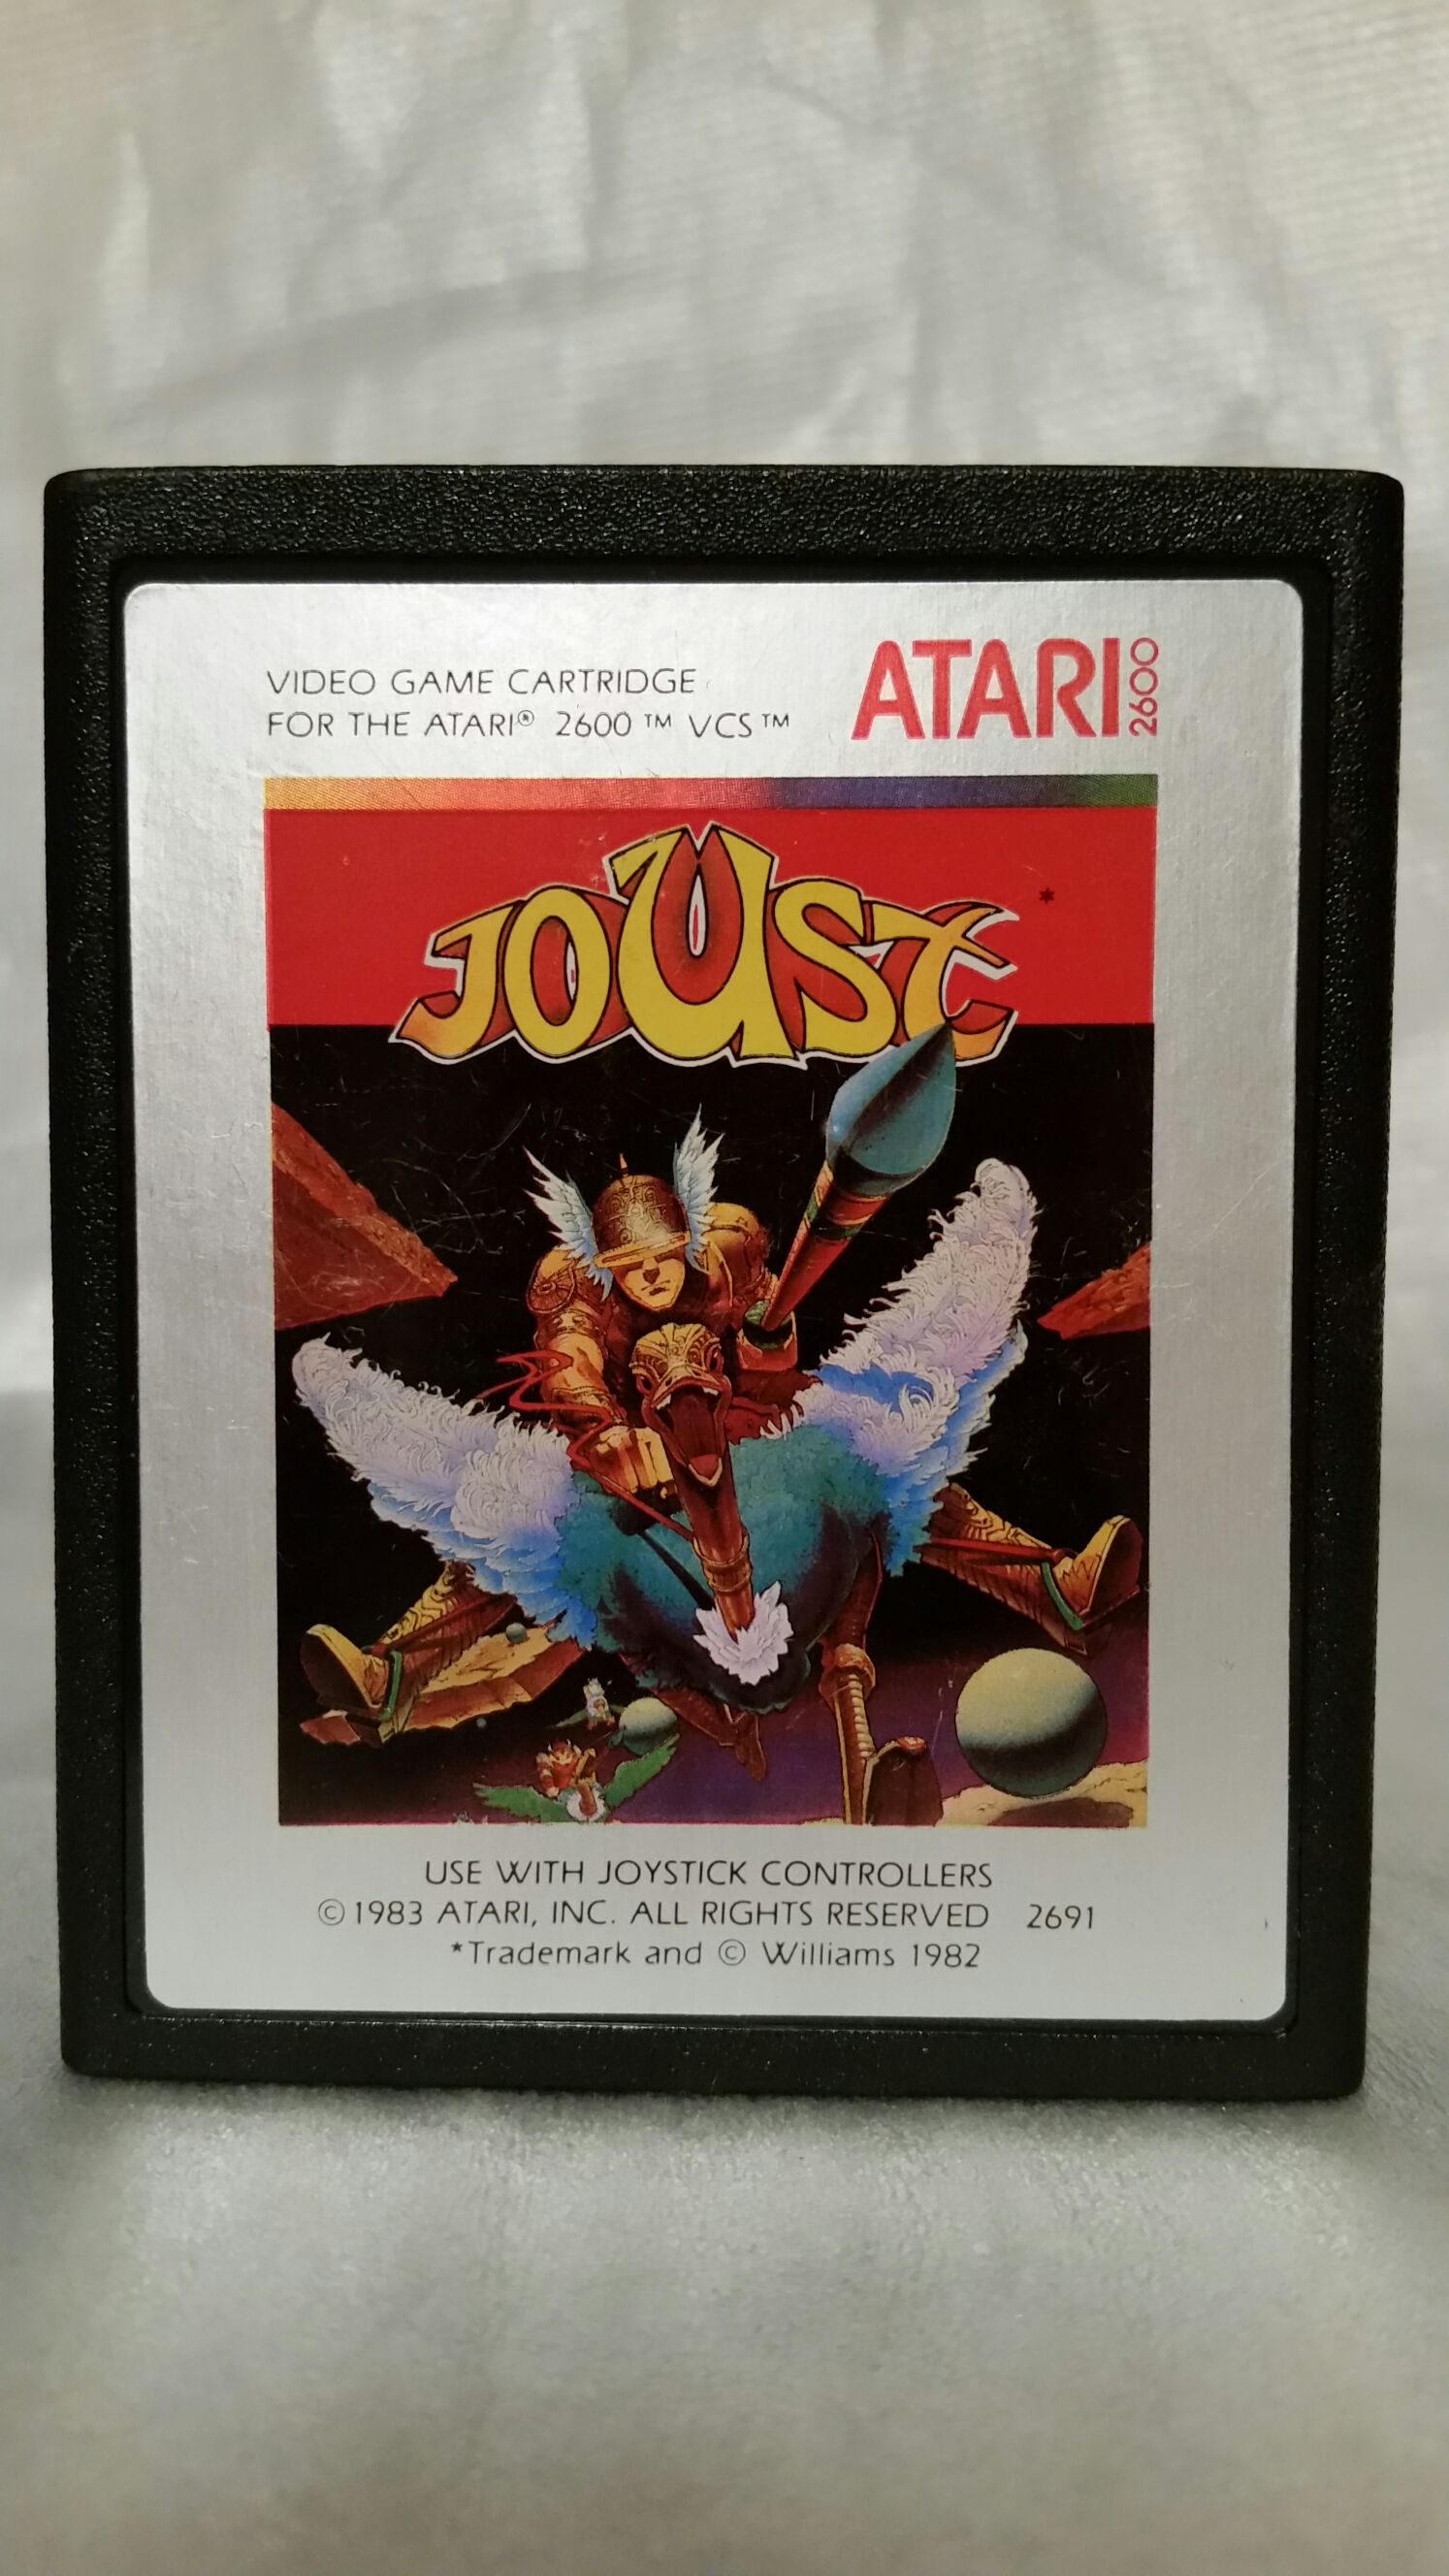 VIDEO GAME CARTRIDGE
FOR THE ATARI® 2600™ VCS™
ATARI 2600
JOUST *
USE WITH JOYSTICK CONTROLLERS
© 1983 ATARI, INC. ALL RIGHTS RESERVED 2691
*Trademark and © Williams 1982